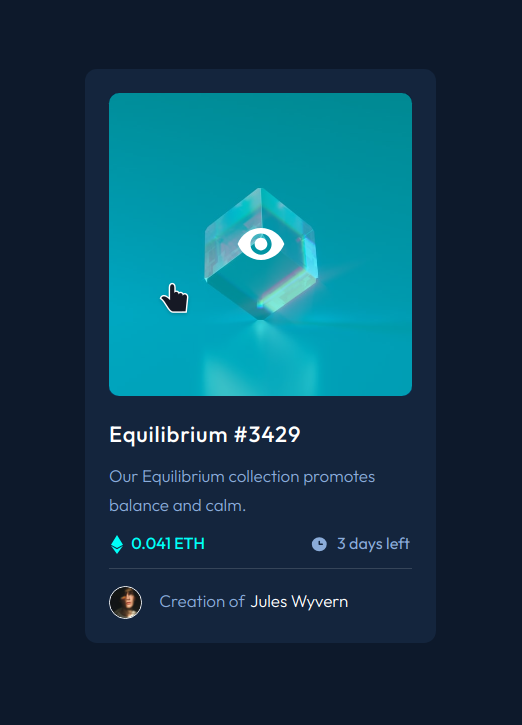 Equilibrium #3429
Our Equilibrium collection promotes
balance and calm.
0.041 ETH
3 days left
Creation of Jules Wyvern